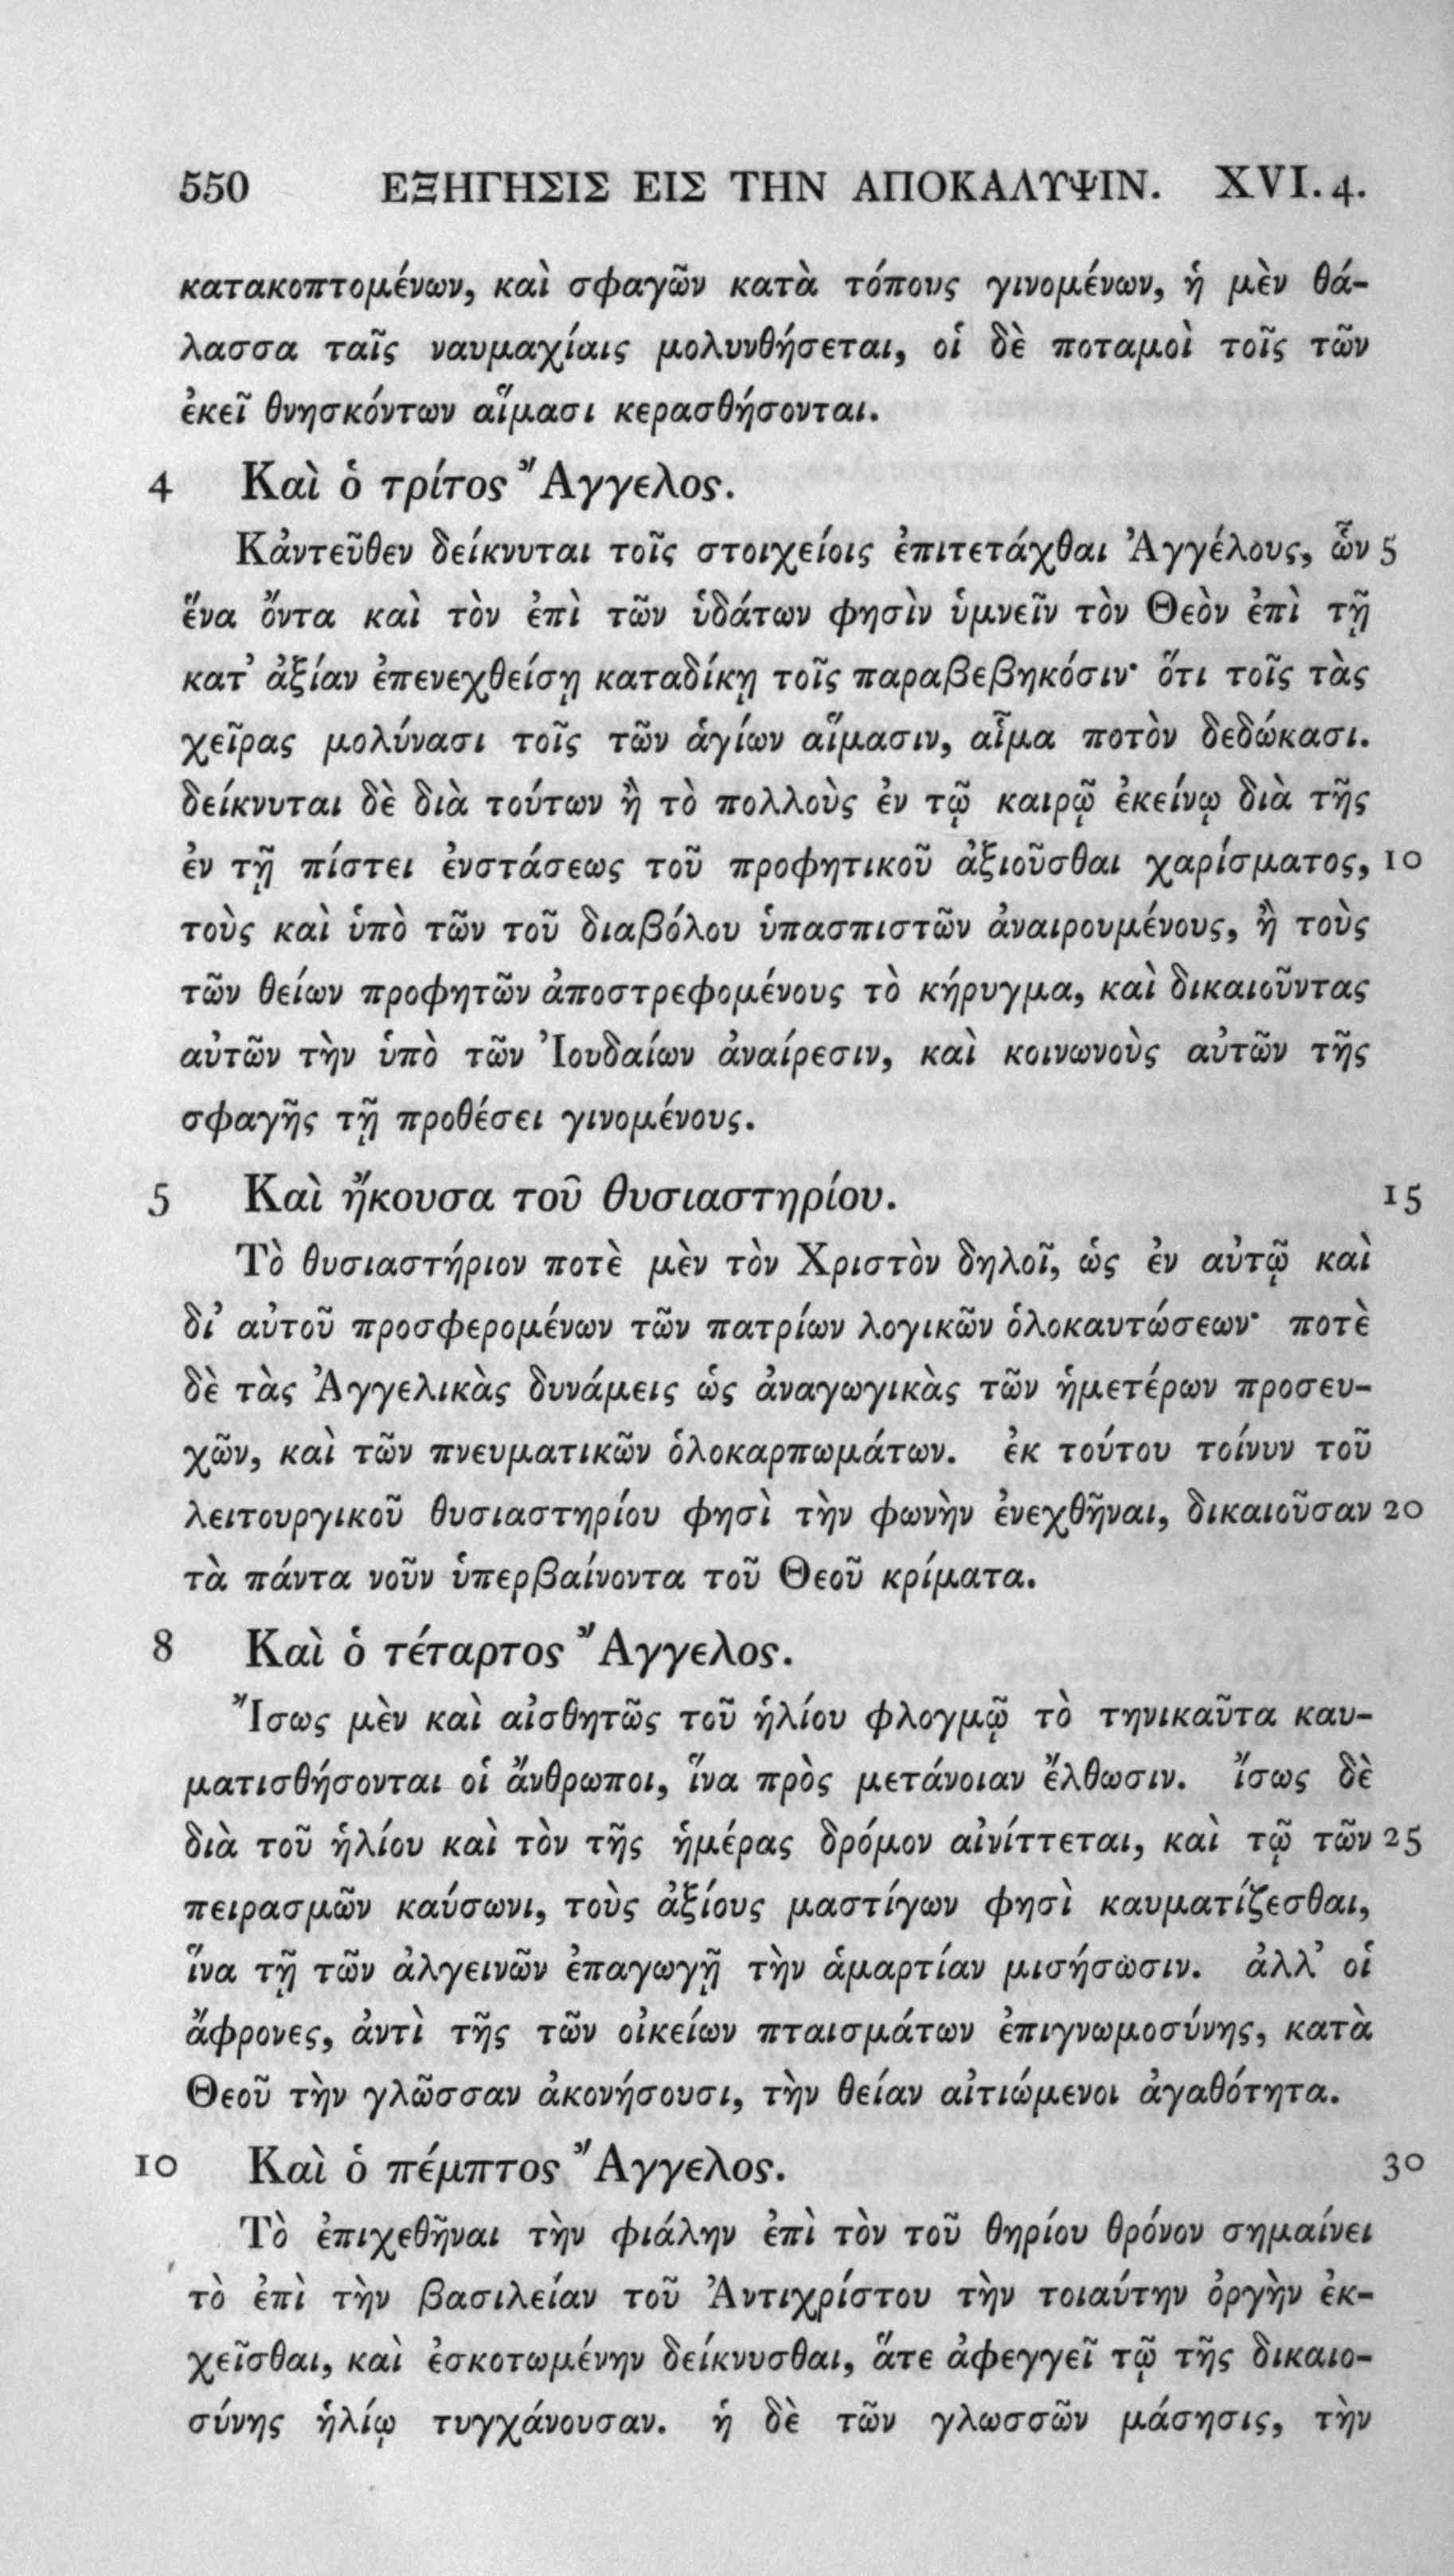 550 ΕΞΗΓΗΣΙΣ ΕΙΣ ΤΗΝ ΑΠΟΚΑΛΥΨΙΝ. XVI. 4.
κατακοπτομένων, καὶ σφαγῶν κατὰ τόπους γινομένων, ἡ μὲν θά-
λασσα ταῖς ναυμαχίαις μολυνθήσεται, οἱ δὲ ποταμοὶ τοῖς τῶν
ἐκεῖ θνησκόντων αἵμασι κερασθήσονται.
4 Καὶ ὁ τρίτος Ἄγγελος.
Κἀντεῦθεν δείκνυται τοῖς στοιχείοις ἐπιτετάχθαι Ἀγγέλους, ὧν 5
ἕνα ὄντα καὶ τὸν ἐπὶ τῶν ὑδάτων φησὶν ὑμνεῖν τὸν Θεὸν ἐπὶ τῇ
κατ’ ἀξίαν ἐπενεχθείσῃ καταδίκῃ τοῖς παραβεβηκόσιν· ὅτι τοῖς τὰς
χεῖρας μολύνασι τοῖς τῶν ἁγίων αἵμασιν, αἷμα ποτὸν δεδώκασι.
δείκνυται δὲ διὰ τούτων ἢ τὸ πολλοὺς ἐν τῷ καιρῷ ἐκείνῳ διὰ τῆς
ἐν τῇ πίστει ἐνστάσεως τοῦ προφητικοῦ ἀξιοῦσθαι χαρίσματος, 10
τοὺς καὶ ὑπὸ τῶν τοῦ διαβόλου ὑπασπιστῶν ἀναιρουμένους, ἢ τοὺς
τῶν θείων προφητῶν ἀποστρεφομένους τὸ κήρυγμα, καὶ δικαιοῦντας
αὐτῶν τὴν ὑπὸ τῶν Ἰουδαίων ἀναίρεσιν, καὶ κοινωνοὺς αὐτῶν τῆς
σφαγῆς τῇ προθέσει γινομένους.
5 Καὶ ἤκουσα τοῦ θυσιαστηρίου. 15
Τὸ θυσιαστήριον ποτὲ μὲν τὸν Χριστὸν δηλοῖ, ὡς ἐν αὐτῷ καὶ
δι’ αὐτοῦ προσφερομένων τῶν πατρίων λογικῶν ὁλοκαυτώσεων· ποτὲ
δὲ τὰς Ἀγγελικὰς δυνάμεις ὡς ἀναγωγικὰς τῶν ἡμετέρων προσευ-
χῶν, καὶ τῶν πνευματικῶν ὁλοκαρπωμάτων. ἐκ τούτου τοίνυν τοῦ
λειτουργικοῦ θυσιαστηρίου φησὶ τὴν φωνὴν ἐνεχθῆναι, δικαιοῦσαν 20
τὰ πάντα νοῦν ὑπερβαίνοντα τοῦ Θεοῦ κρίματα.
8 Καὶ ὁ τέταρτος Ἄγγελος.
Ἴσως μὲν καὶ αἰσθητῶς τοῦ ἡλίου φλογμῷ τὸ τηνικαῦτα καυ-
ματισθήσονται οἱ ἄνθρωποι, ἵνα πρὸς μετάνοιαν ἔλθωσιν. ἴσως δὲ
διὰ τοῦ ἡλίου καὶ τὸν τῆς ἡμέρας δρόμον αἰνίττεται, καὶ τῷ τῶν 25
πειρασμῶν καύσωνι, τοὺς ἀξίους μαστίγων φησὶ καυματίζεσθαι,
ἵνα τῇ τῶν ἀλγεινῶν ἐπαγωγῇ τὴν ἁμαρτίαν μισήσωσιν. ἀλλ’ οἱ
ἄφρονες, ἀντὶ τῆς τῶν οἰκείων πταισμάτων ἐπιγνωμοσύνης, κατὰ
Θεοῦ τὴν γλῶσσαν ἀκονήσουσι, τὴν θείαν αἰτιώμενοι ἀγαθότητα.
10 Καὶ ὁ πέμπτος Ἄγγελος. 30
Τὸ ἐπιχεθῆναι τὴν φιάλην ἐπὶ τὸν τοῦ θηρίου θρόνον σημαίνει
τὸ ἐπὶ τὴν βασιλείαν τοῦ Ἀντιχρίστου τὴν τοιαύτην ὀργὴν ἐκ-
χεῖσθαι, καὶ ἐσκοτωμένην δείκνυσθαι, ἅτε ἀφεγγεῖ τῷ τῆς δικαιο-
σύνης ἡλίῳ τυγχάνουσαν. ἡ δὲ τῶν γλωσσῶν μάσησις, τὴν